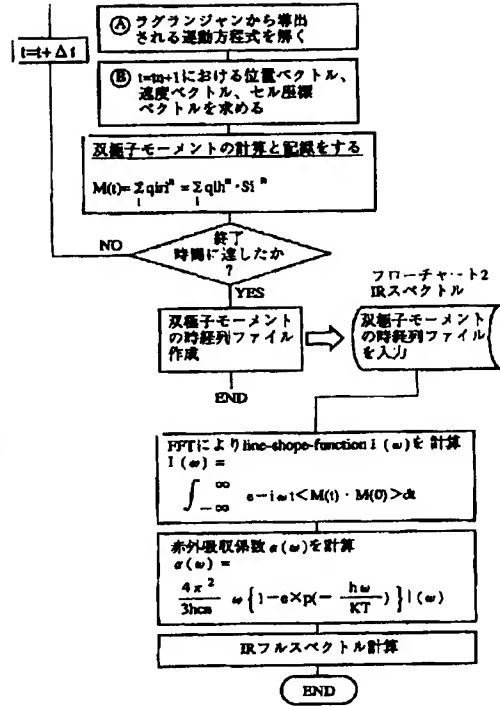 Ⓐ ラグランジャンから導出
される運動方程式を解く
t=t+Δt
Ⓑ t=tn+1における位置ベクトル、
速度ベクトル、セル座標
ベクトルを求める
双極子モーメントの計算と記録をする
M(t)=Σqiriⁿ = Σqihⁿ·Siⁿ
i i
NO
終了
時間に達したか
?
YES
フローチャート2
IRスペクトル
双極子モーメント
の時経列ファイル
作成
双極子モーメント
の時経列ファイル
を入力
END
FFTによりline-shope-function I (ω)を計算
I (ω) =
∫−∞ ∞ e−iωt<M(t)・M(0)>dt
赤外吸収係数 α(ω)を計算
α(ω) =
4π² / 3hcn ω {1−e×p(− hω / KT )} I(ω)
IRフルスペクトル計算
END